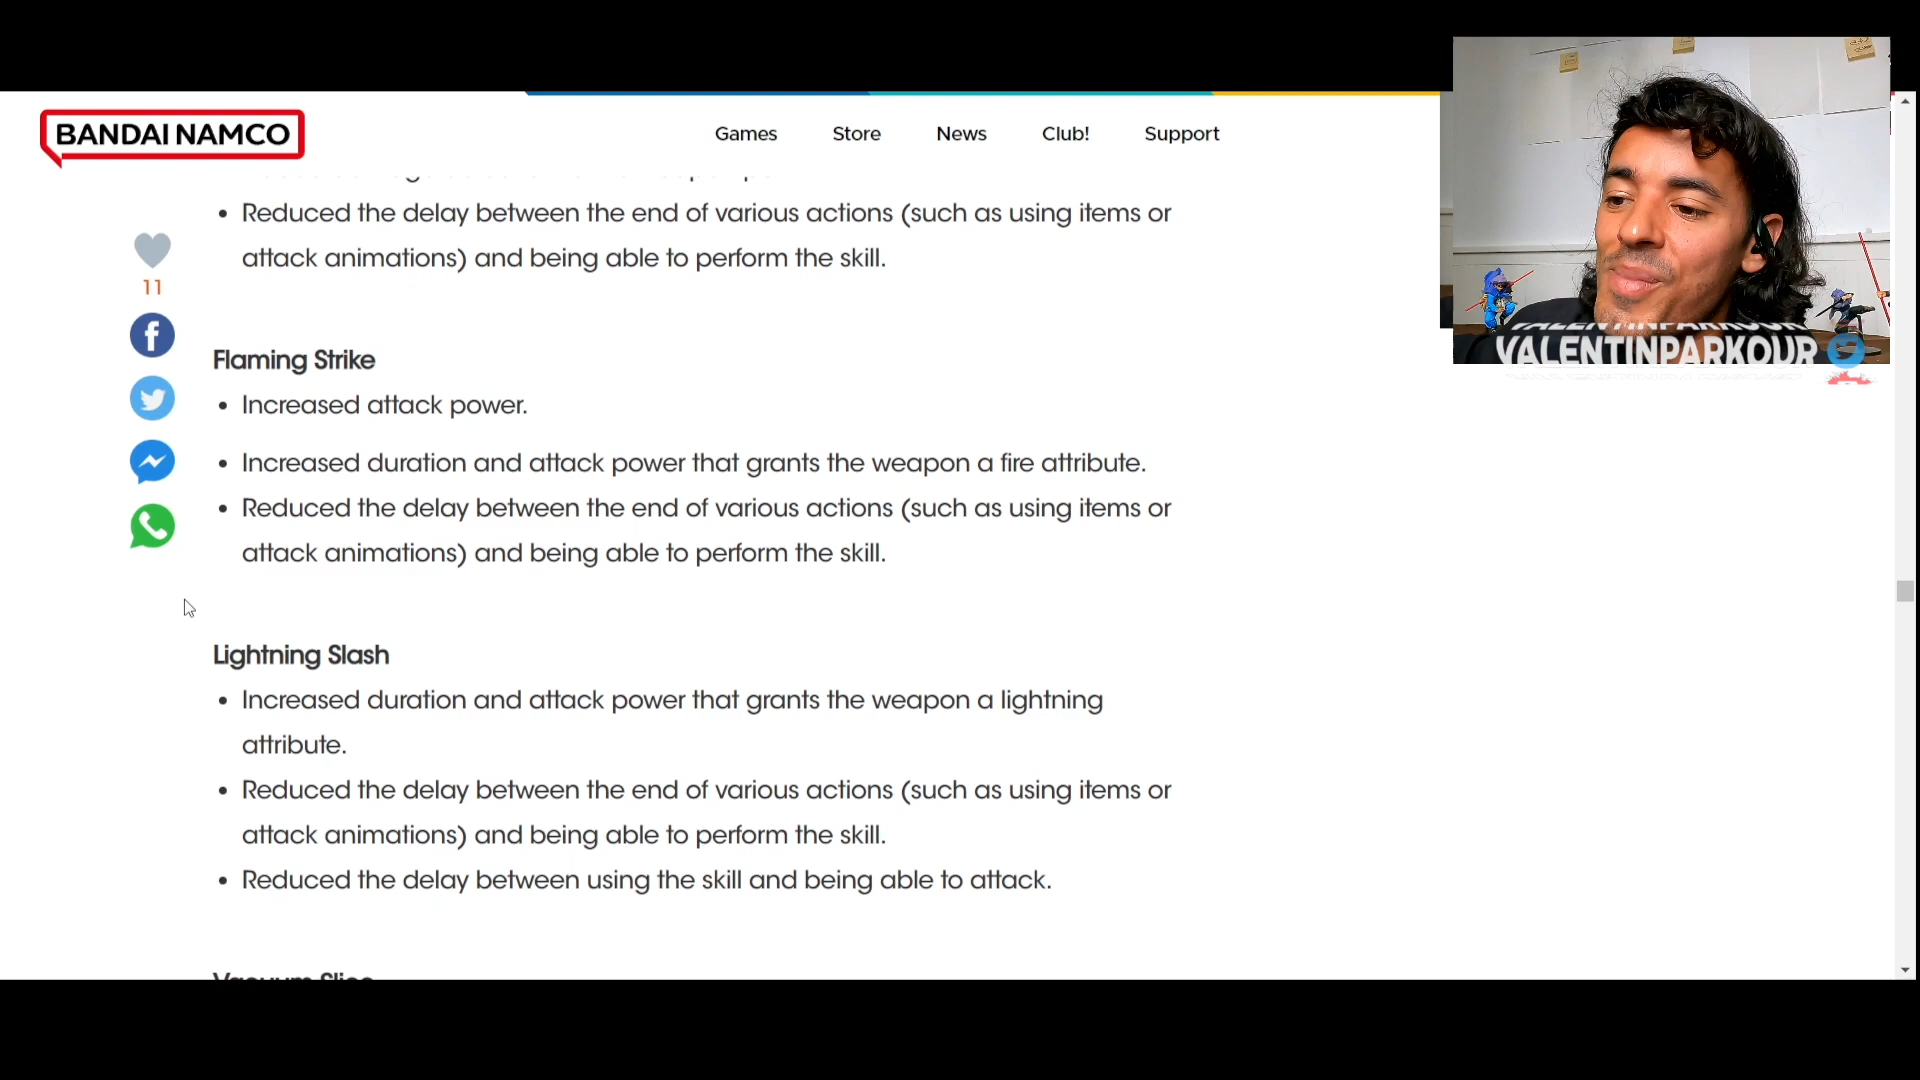 BANDAI NAMCO
Games
Store
News
Club!
Support
Reduced the delay between the end of various actions (such as using items or
attack animations) and being able to perform the skill.
11
Flaming Strike
Increased attack power.
Increased duration and attack power that grants the weapon a fire attribute.
Reduced the delay between the end of various actions (such as using items or
attack animations) and being able to perform the skill.
Lightning Slash
Increased duration and attack power that grants the weapon a lightning
attribute.
Reduced the delay between the end of various actions (such as using items or
attack animations) and being able to perform the skill.
Reduced the delay between using the skill and being able to attack.
Vacuum Slice
VALENTINPARKOUR